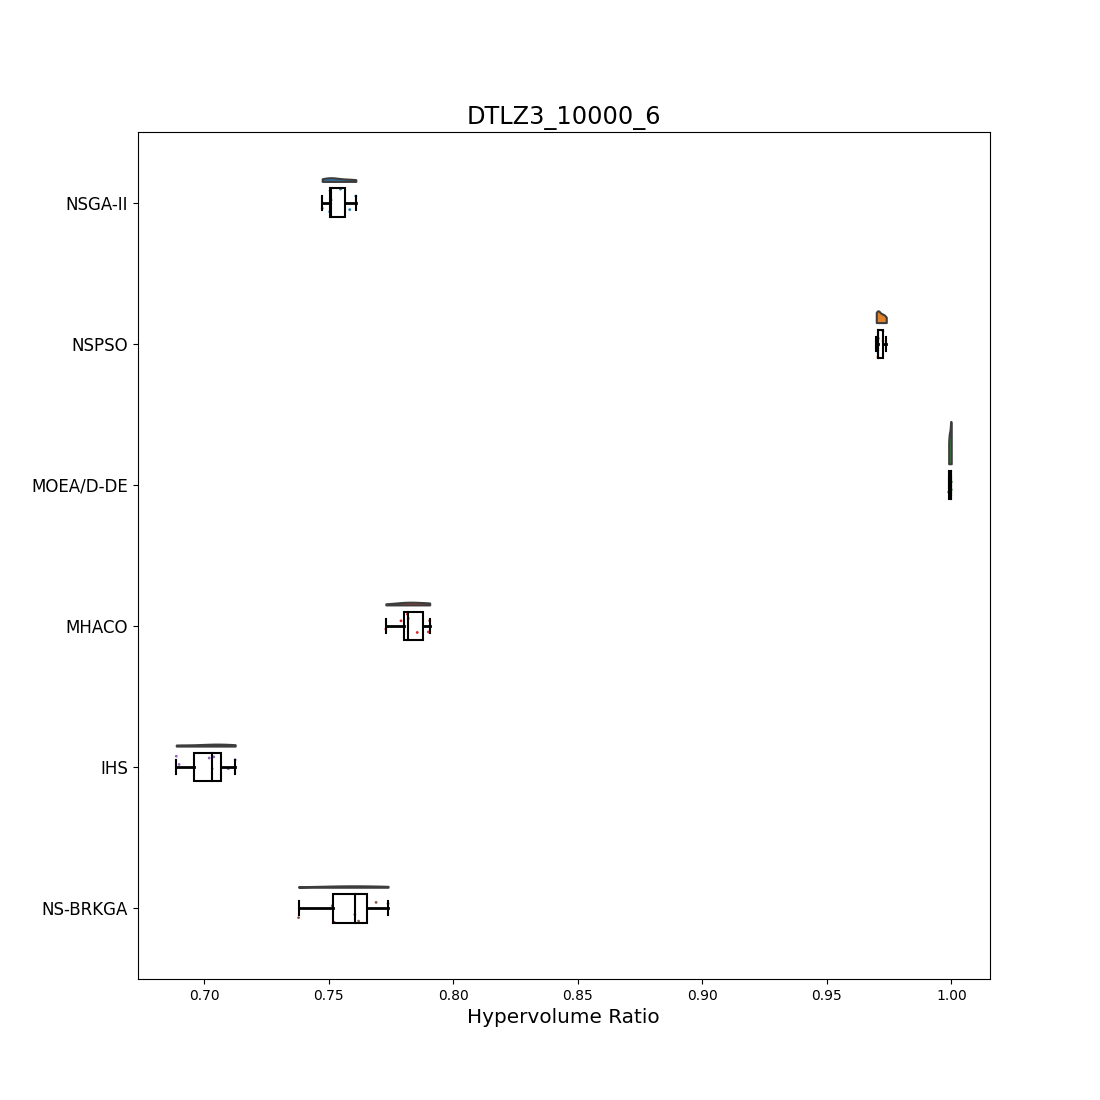 DTLZ3_10000_6
NSGA-II
NSPSO
MOEA/D-DE
MHACO
IHS
NS-BRKGA
0.70 0.75 0.80 0.85 0.90 0.95 1.00
Hypervolume Ratio